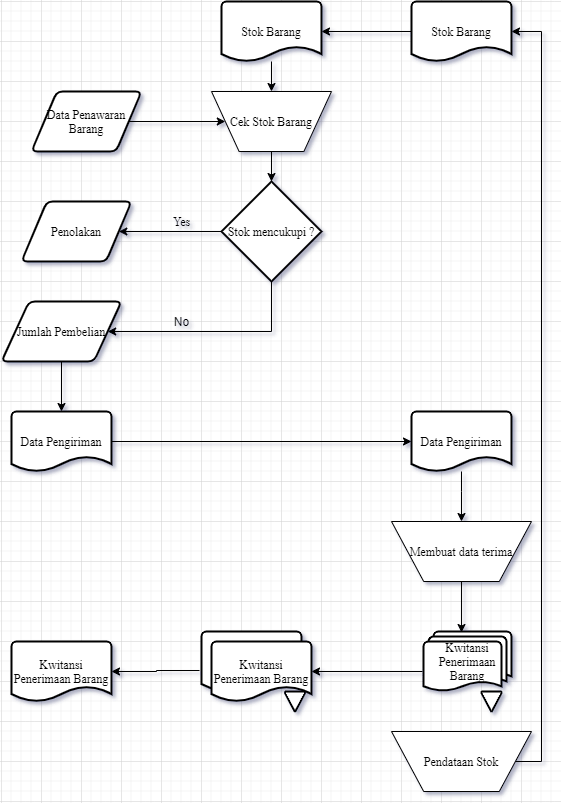 Stok Barang
Stok Barang
Data Penawaran
Barang
Cek Stok Barang
Yes
Penolakan
Stok mencukupi ?
No
Jumlah Pembelian
Data Pengiriman
Data Pengiriman
Membuat data terima
Kwitansi
Penerimaan Barang
Kwitansi
Penerimaan Barang
Kwitansi
Penerimaan
Barang
Pendataan Stok